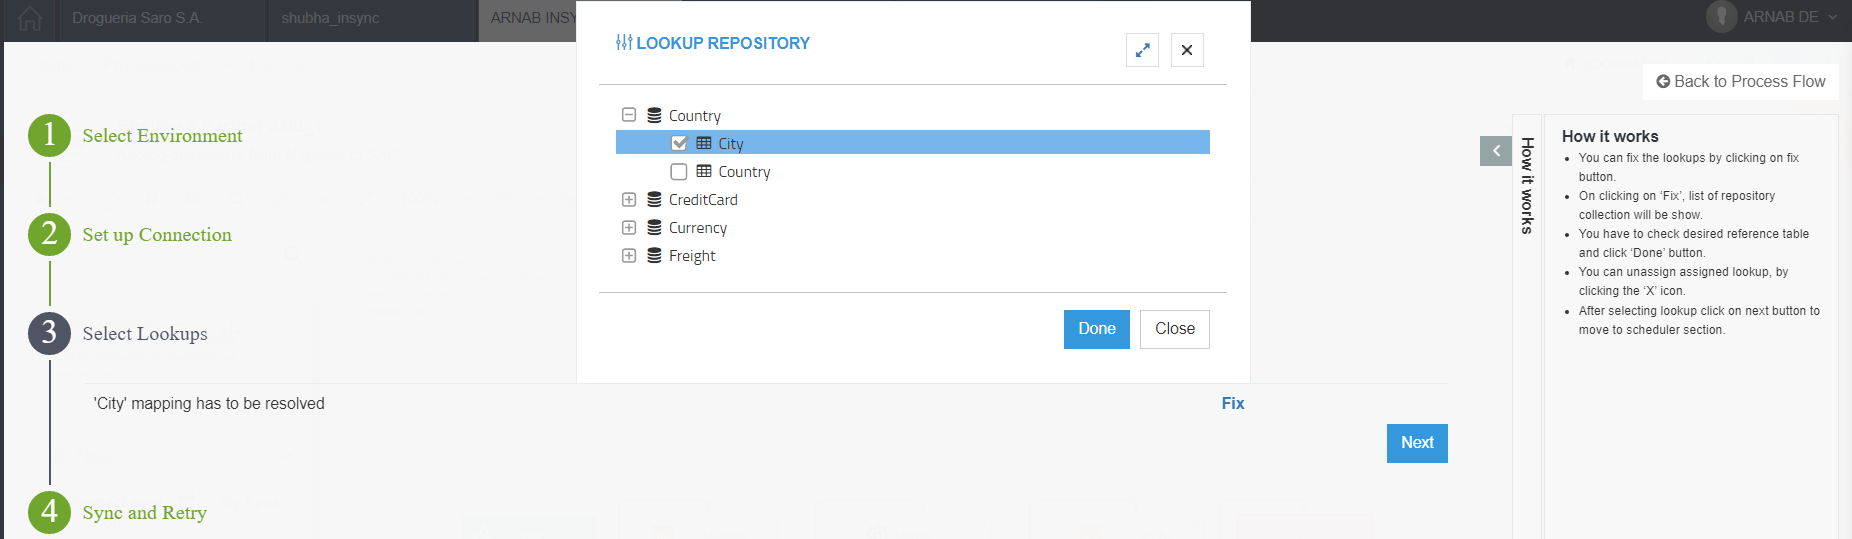 Drogueria Saro S.A.
shubha_insync
ARNAB INSY
ARNAB DE
LOOKUP REPOSITORY
Back to Process Flow
Country
City
Country
CreditCard
Currency
Freight
Done
Close
1 Select Environment
2 Set up Connection
3 Select Lookups
'City' mapping has to be resolved
Fix
Next
4 Sync and Retry
How it works
How it works
You can fix the lookups by clicking on fix
button.
On clicking on ‘Fix’, list of repository
collection will be show.
You have to check desired reference table
and click ‘Done’ button.
You can unassign assigned lookup, by
clicking the ‘X’ icon.
After selecting lookup click on next button to
move to scheduler section.